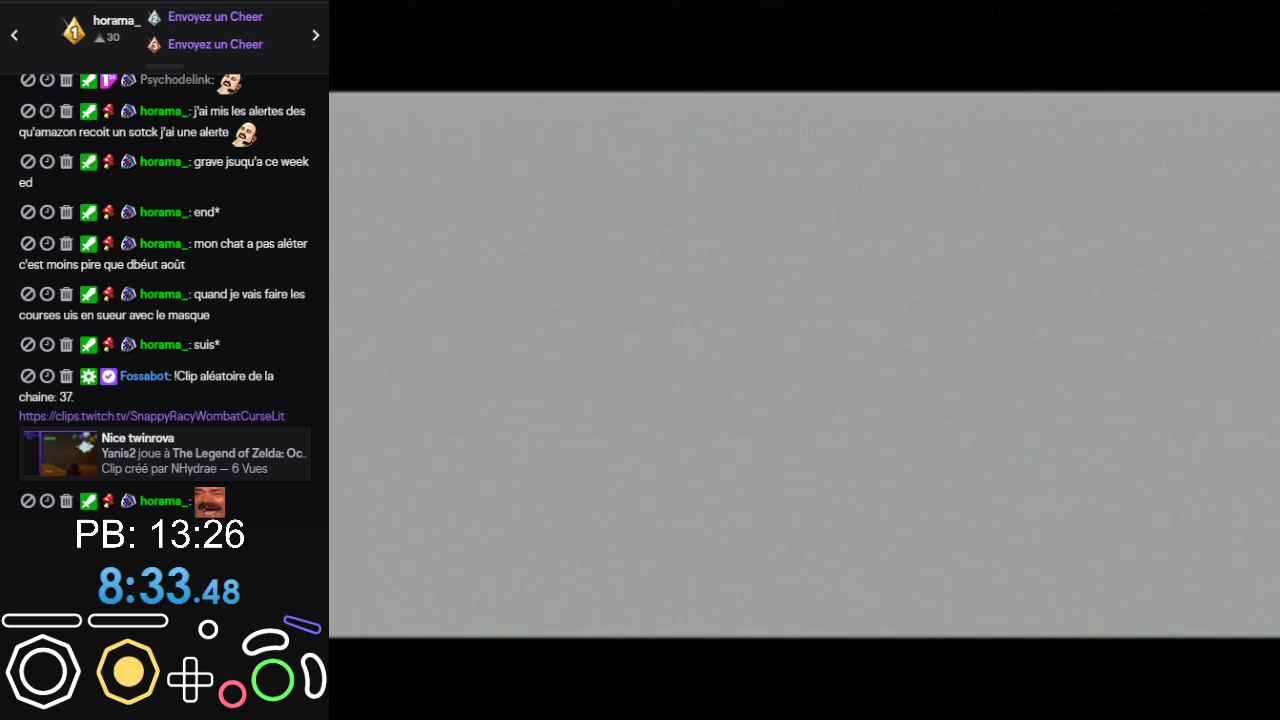 horama_
30
1
2
Envoyez un Cheer
3
Envoyez un Cheer
Psychodelink:
horama_: j'ai mis les alertes des
qu'amazon recoit un sotck j'ai une alerte
horama_: grave jsuqu'a ce week
ed
horama_: end*
horama_: mon chat a pas aléter
c'est moins pire que dbéut août
horama_: quand je vais faire les
courses uis en sueur avec le masque
horama_: suis*
Fossabot: !Clip aléatoire de la
chaine: 37.
https://clips.twitch.tv/SnappyRacyWombatCurseLit
Nice twinrova
Yanis2 joue à The Legend of Zelda: Oc..
Clip créé par NHydrae — 6 Vues
horama_:
PB: 13:26
8:33.48